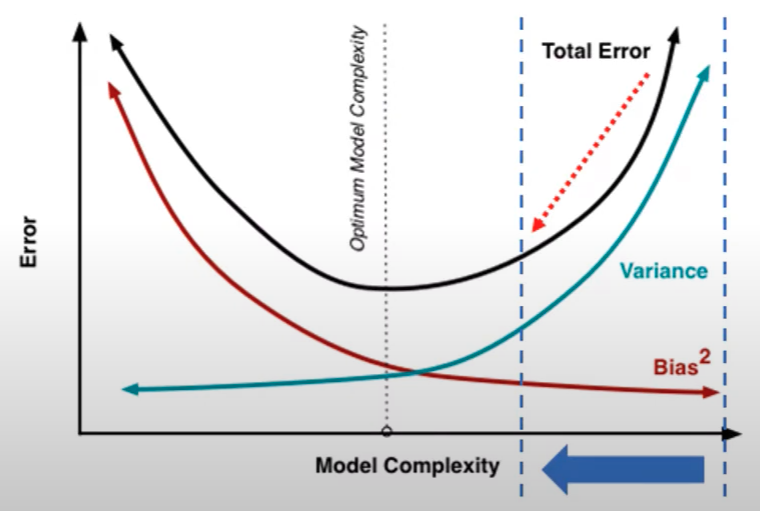 Total Error
Optimum Model Complexity
Error
Variance
Bias²
Model Complexity